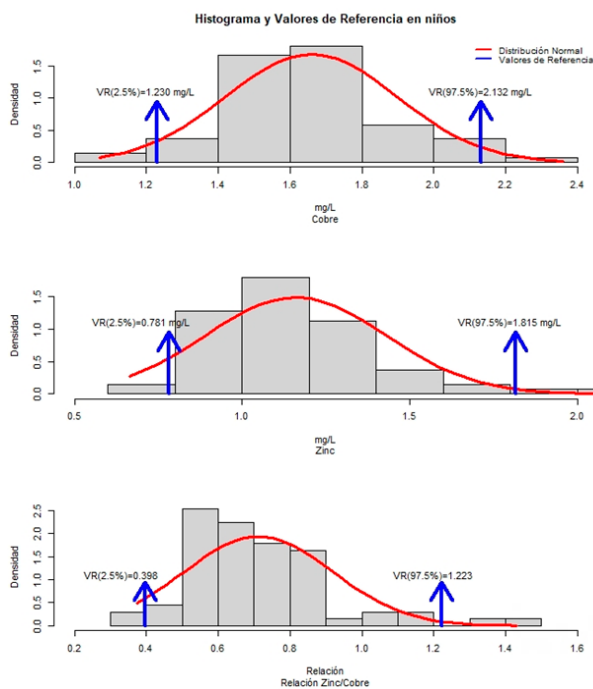 Histograma y Valores de Referencia en niños
Distribución Normal
Valores de Referencia
VR(2.5%)=1.230 mg/L
VR(97.5%)=2.132 mg/L
Densidad
0.0 0.5 1.0 1.5
1.0 1.2 1.4 1.6 1.8 2.0 2.2 2.4
mg/L
Cobre
VR(2.5%)=0.781 mg/L
VR(97.5%)=1.815 mg/L
Densidad
0.0 0.5 1.0 1.5
0.5 1.0 1.5 2.0
mg/L
Zinc
VR(2.5%)=0.398
VR(97.5%)=1.223
Densidad
0.0 0.5 1.0 1.5 2.0 2.5
0.2 0.4 0.6 0.8 1.0 1.2 1.4 1.6
Relación
Relación Zinc/Cobre